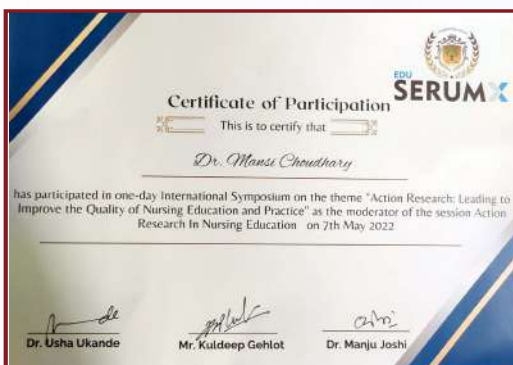 EDU
SERUMX
Certificate of Participation
This is to certify that
Dr. Mansi Choudhary
has participated in one-day International Symposium on the theme "Action Research: Leading to
Improve the Quality of Nursing Education and Practice" as the moderator of the session Action
Research In Nursing Education on 7th May 2022
Dr. Usha Ukande
Mr. Kuldeep Gehlot
Dr. Manju Joshi